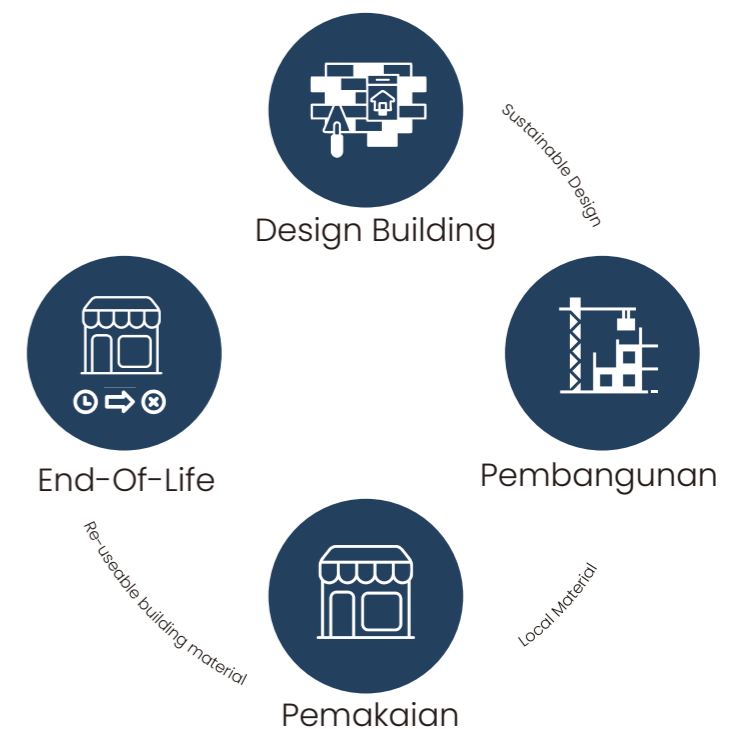 Design Building
Sustainable Design
Pembangunan
Local Material
Pemakaian
Re-useable building material
End-Of-Life